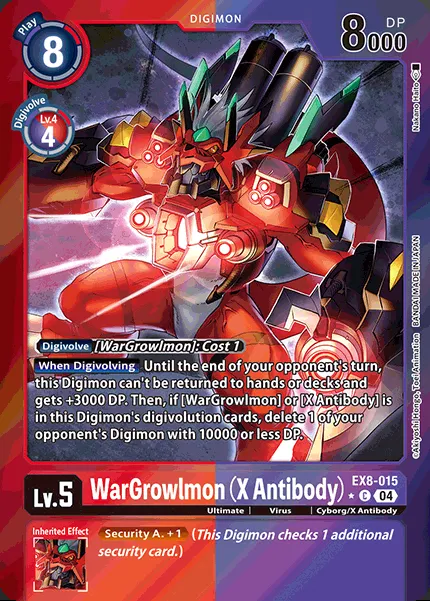 DIGIMON
Play
8
8000
DP
Digivolve
Lv.4
4
Nakano Haito
Digivolve [WarGrowlmon]: Cost 1
When Digivolving Until the end of your opponent's turn,
this Digimon can't be returned to hands or decks and
gets +3000 DP. Then, if [WarGrowlmon] or [X Antibody] is
in this Digimon's digivolution cards, delete 1 of your
opponent's Digimon with 10000 or less DP.
©Akiyoshi Hongo, Toei Animation BANDAI MADE IN JAPAN
Lv.5
WarGrowlmon (X Antibody)
EX8-015
C 04
Ultimate | Virus | Cyborg/X Antibody
Inherited Effect
Security A. +1 (This Digimon checks 1 additional
security card.)